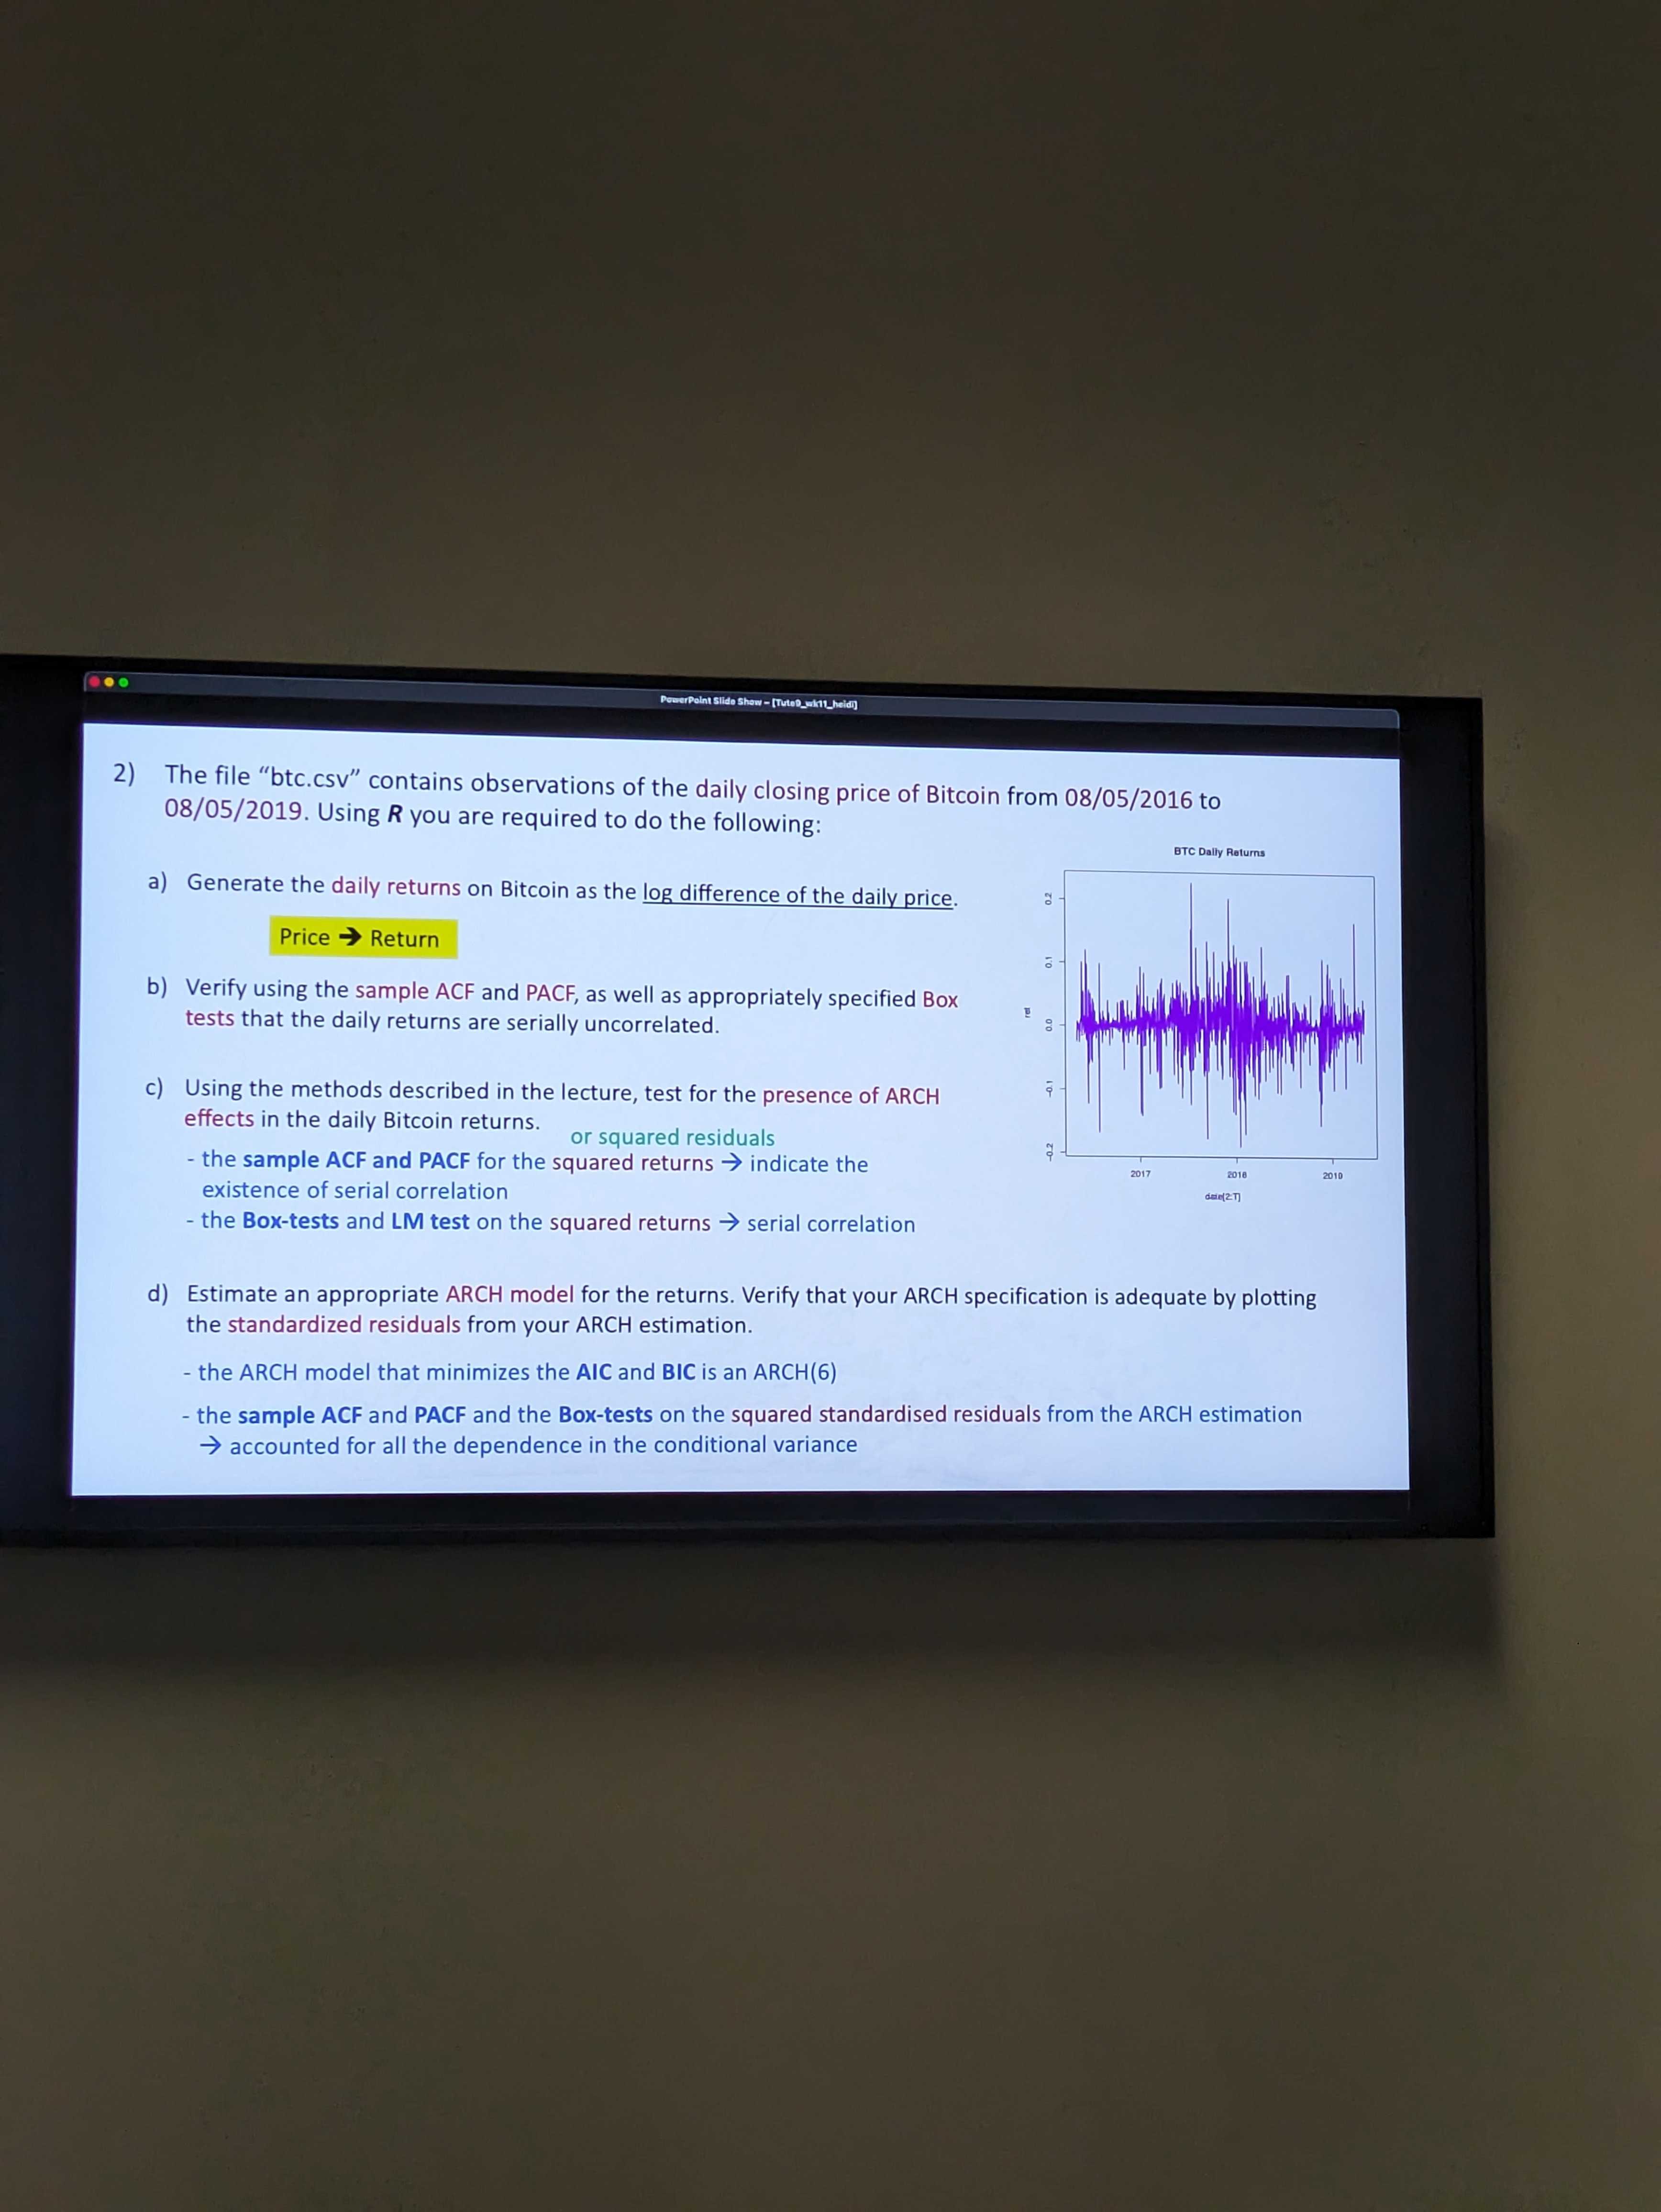 PowerPoint Slide Show – [Tute9_wk11_heidi]
2) The file “btc.csv” contains observations of the daily closing price of Bitcoin from 08/05/2016 to
08/05/2019. Using R you are required to do the following:
a) Generate the daily returns on Bitcoin as the log difference of the daily price.
Price → Return
b) Verify using the sample ACF and PACF, as well as appropriately specified Box
tests that the daily returns are serially uncorrelated.
c) Using the methods described in the lecture, test for the presence of ARCH
effects in the daily Bitcoin returns.
or squared residuals
- the sample ACF and PACF for the squared returns → indicate the
existence of serial correlation
- the Box-tests and LM test on the squared returns → serial correlation
BTC Daily Returns
ret
0.2
0.1
0.0
-0.1
-0.2
2017 2018 2019
date[2:T]
d) Estimate an appropriate ARCH model for the returns. Verify that your ARCH specification is adequate by plotting
the standardized residuals from your ARCH estimation.
- the ARCH model that minimizes the AIC and BIC is an ARCH(6)
- the sample ACF and PACF and the Box-tests on the squared standardised residuals from the ARCH estimation
→ accounted for all the dependence in the conditional variance